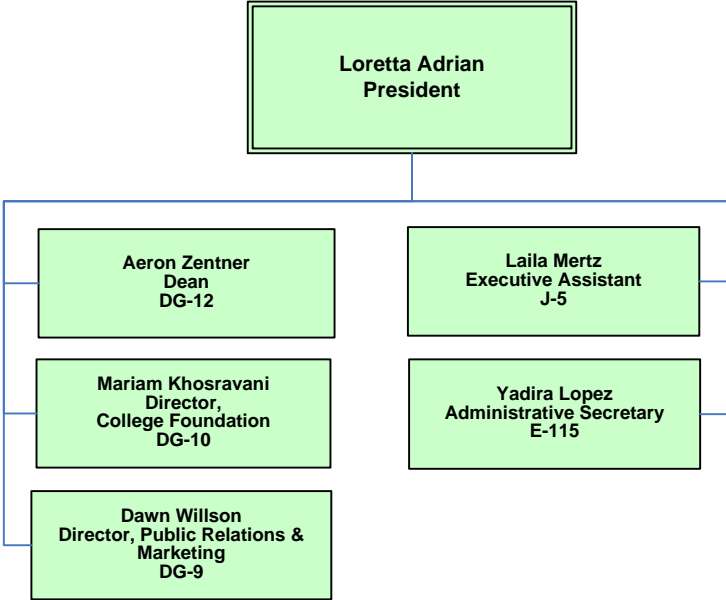 Loretta Adrian
President
Aeron Zentner
Dean
DG-12
Mariam Khosravani
Director,
College Foundation
DG-10
Dawn Willson
Director, Public Relations &
Marketing
DG-9
Laila Mertz
Executive Assistant
J-5
Yadira Lopez
Administrative Secretary
E-115